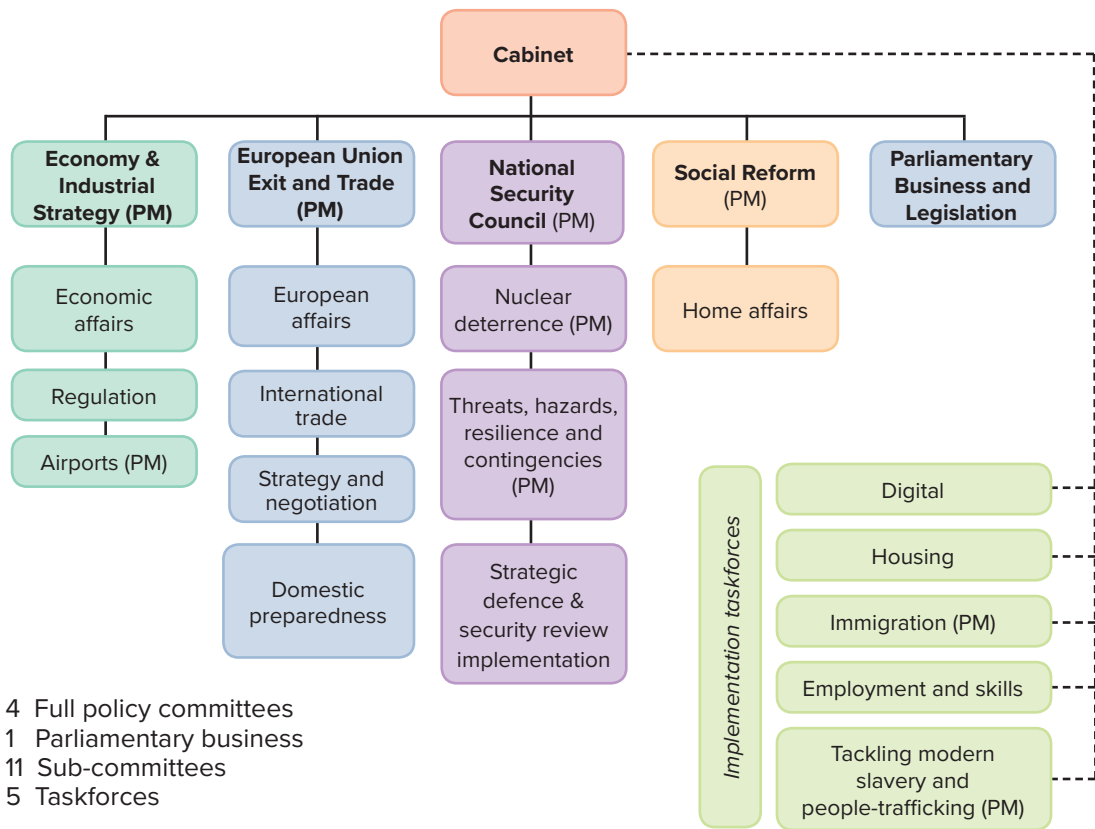 Cabinet
Economy &
Industrial
Strategy (PM)
European Union
Exit and Trade
(PM)
National
Security
Council (PM)
Social Reform
(PM)
Parliamentary
Business and
Legislation
Economic
affairs
Regulation
Airports (PM)
European
affairs
International
trade
Strategy and
negotiation
Domestic
preparedness
Nuclear
deterrence (PM)
Threats, hazards,
resilience and
contingencies
(PM)
Strategic
defence &
security review
implementation
Home affairs
Implementation taskforces
Digital
Housing
Immigration (PM)
Employment and skills
Tackling modern
slavery and
people-trafficking (PM)
4 Full policy committees
1 Parliamentary business
11 Sub-committees
5 Taskforces